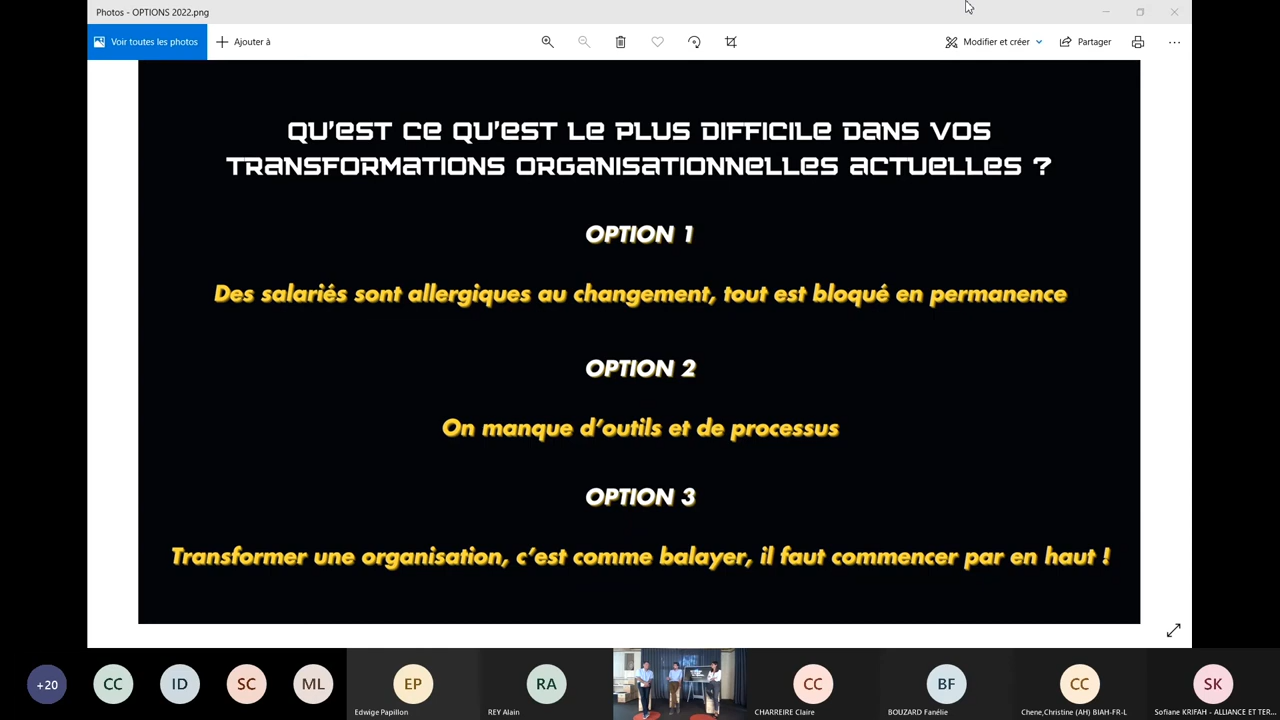 Photos - OPTIONS 2022.png
Voir toutes les photos
Ajouter à
Modifier et créer
Partager
QU'EST CE QU'EST LE PLUS DIFFICILE DANS VOS
TRANSFORMATIONS ORGANISATIONNELLES ACTUELLES ?
OPTION 1
Des salariés sont allergiques au changement, tout est bloqué en permanence
OPTION 2
On manque d'outils et de processus
OPTION 3
Transformer une organisation, c'est comme balayer, il faut commencer par en haut !
+20
CC
ID
SC
ML
EP
Edwige Papillon
RA
REY Alain
CC
CHARREIRE Claire
BF
BOUZARD Fanélie
CC
Chene,Christine (AH) BIAH-FR-L
SK
Sofiane KRIFAH - ALLIANCE ET TER...